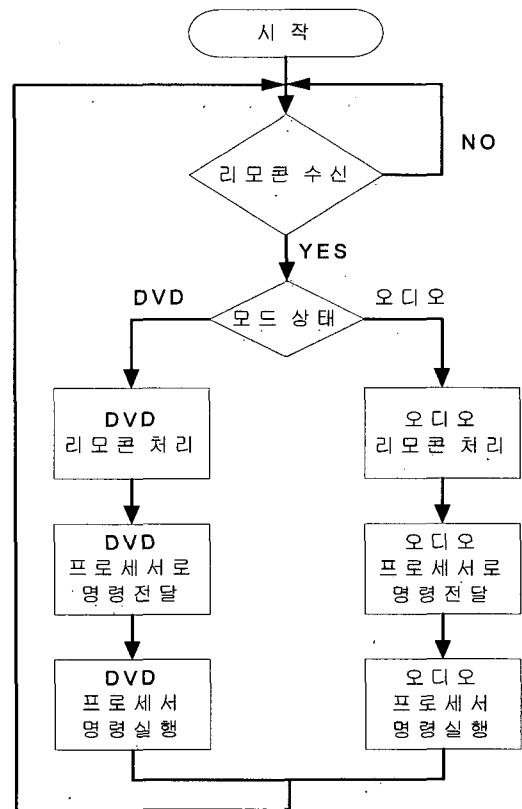 시 작
NO
리모콘 수신
YES
DVD
오디오
모드 상태
DVD
리모콘 처리
오디오
리모콘 처리
DVD
프로세서로
명령전달
오디오
프로세서로
명령전달
DVD
프로세서
명령실행
오디오
프로세서
명령실행